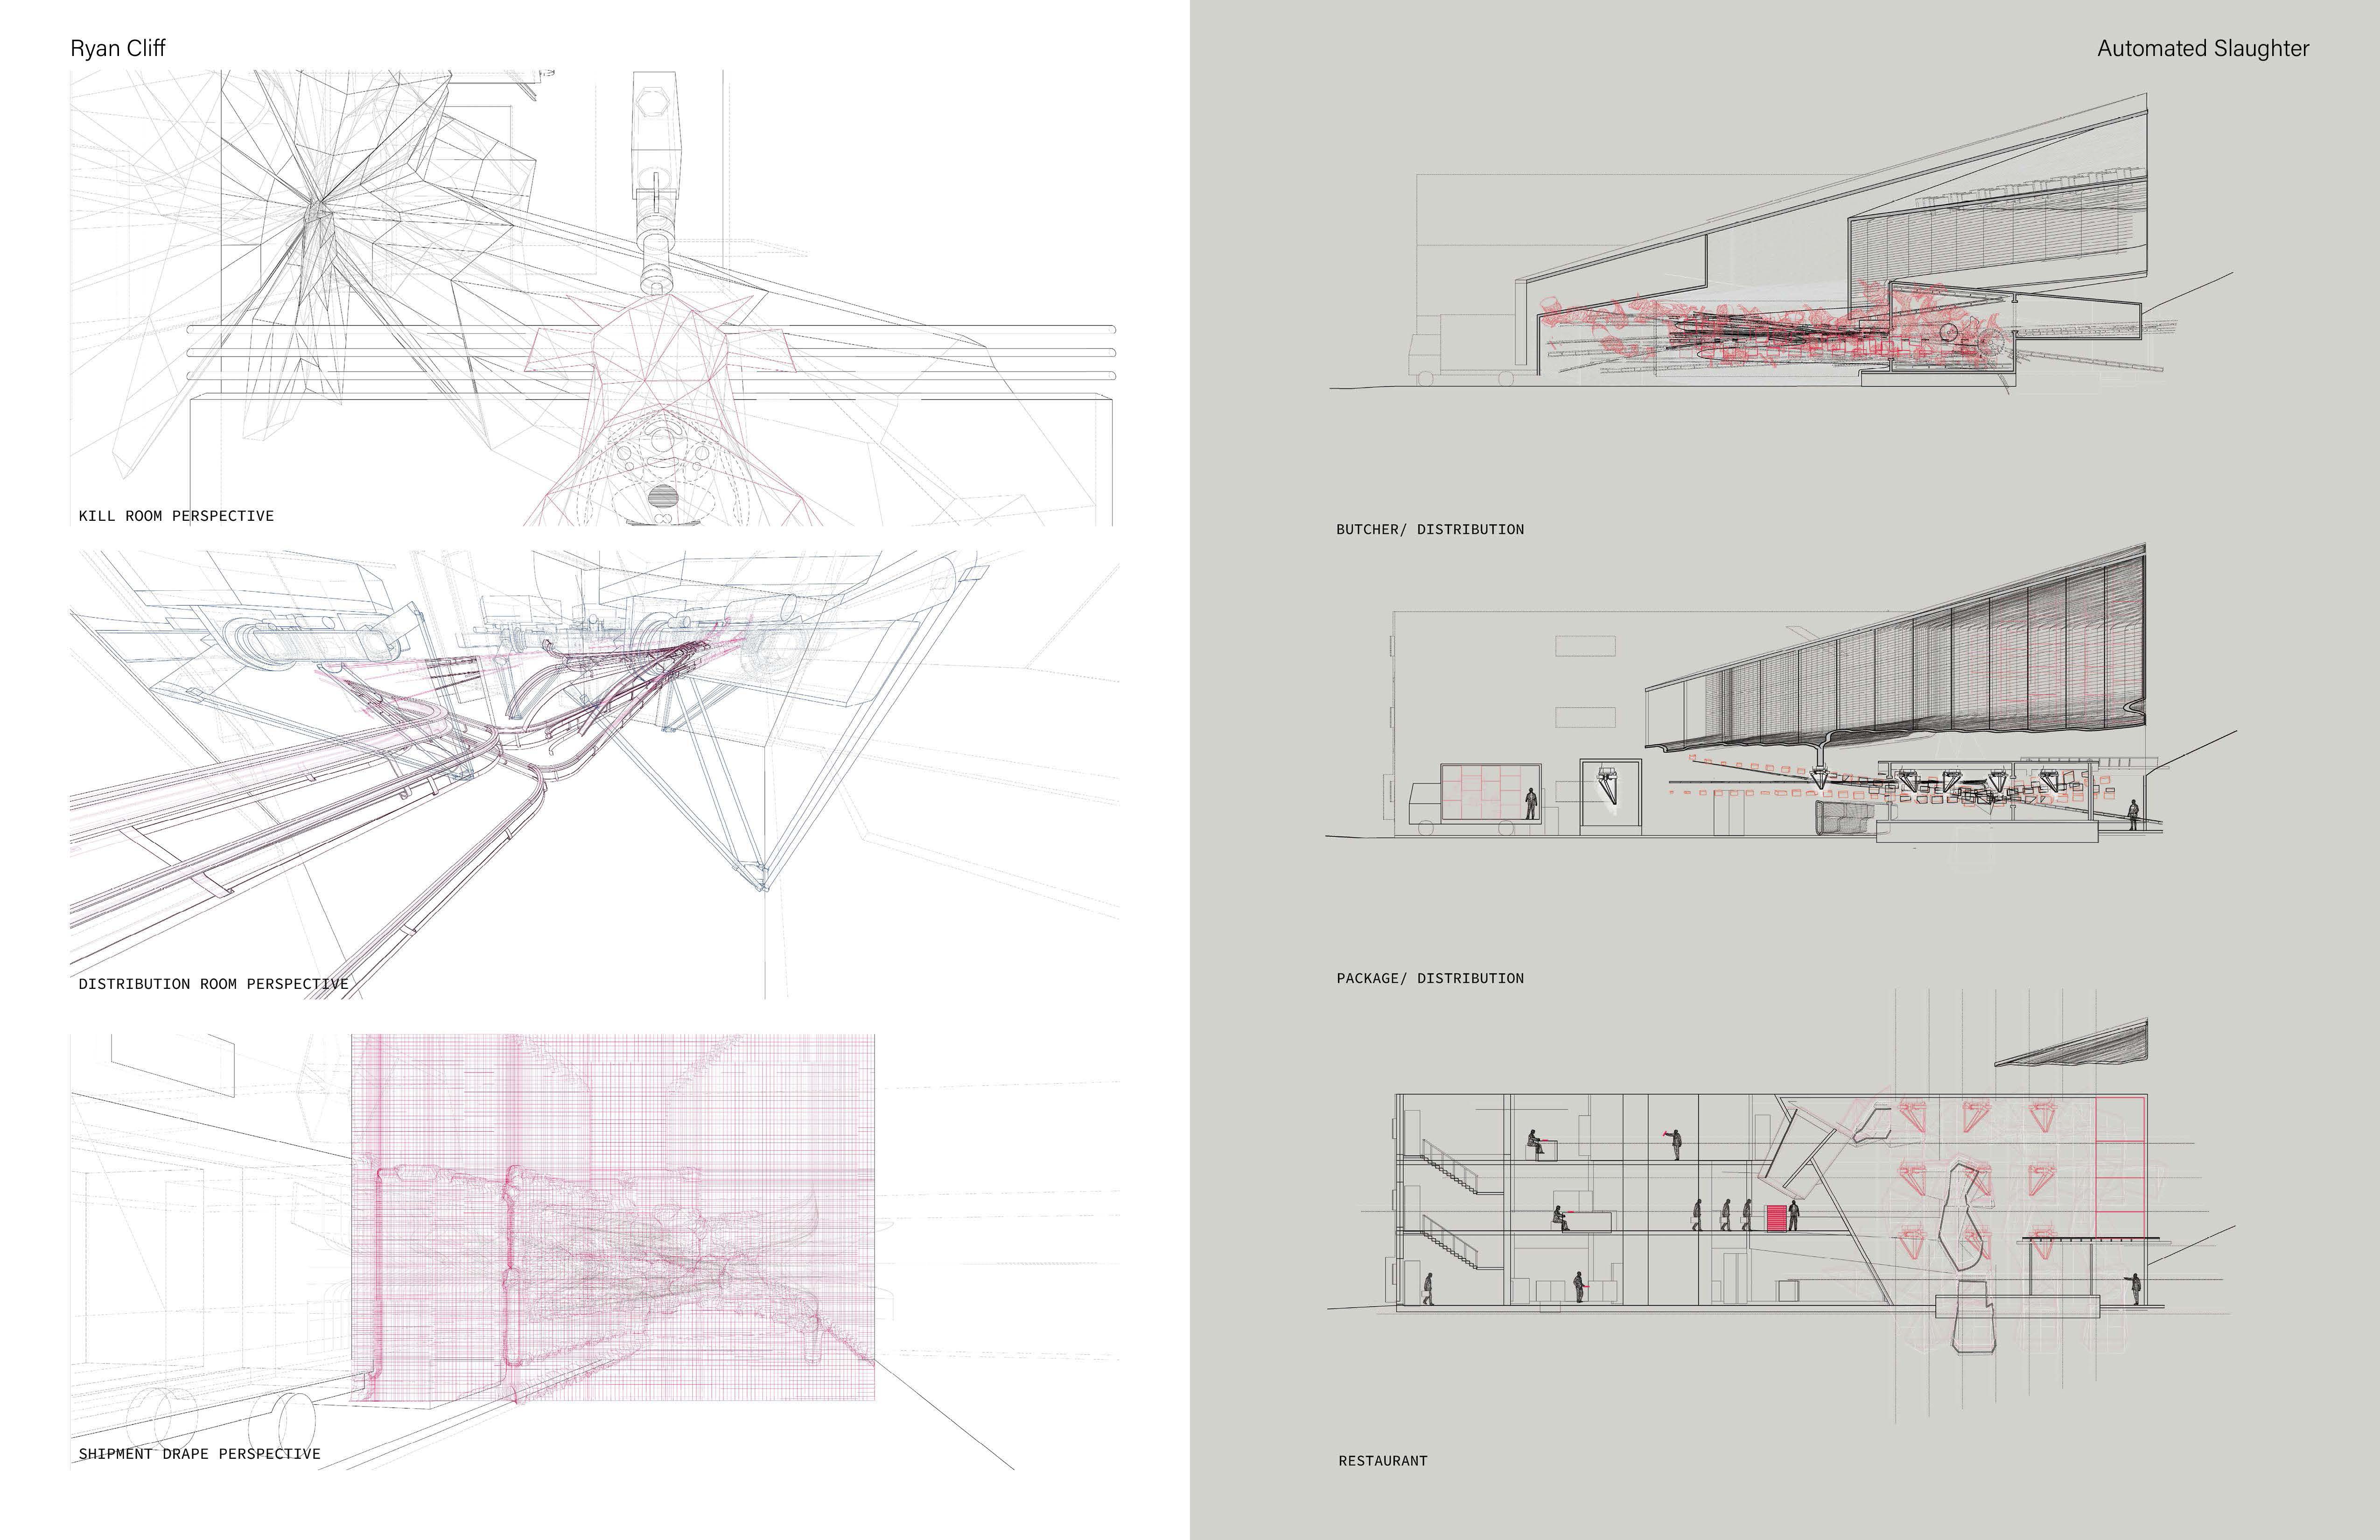 Ryan Cliff
KILL ROOM PERSPECTIVE
DISTRIBUTION ROOM PERSPECTIVE
SHIPMENT DRAPE PERSPECTIVE
Automated Slaughter
BUTCHER/ DISTRIBUTION
PACKAGE/ DISTRIBUTION
RESTAURANT